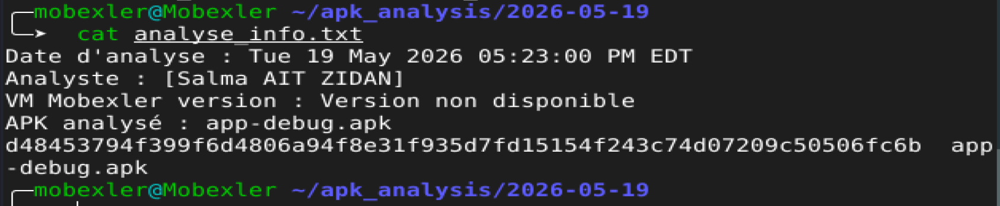 mobexler@Mobexler ~/apk_analysis/2026-05-19
cat analyse_info.txt
Date d'analyse : Tue 19 May 2026 05:23:00 PM EDT
Analyste : [Salma AIT ZIDAN]
VM Mobexler version : Version non disponible
APK analysé : app-debug.apk
d48453794f399f6d4806a94f8e31f935d7fd15154f243c74d07209c50506fc6b  app
-debug.apk
mobexler@Mobexler ~/apk_analysis/2026-05-19